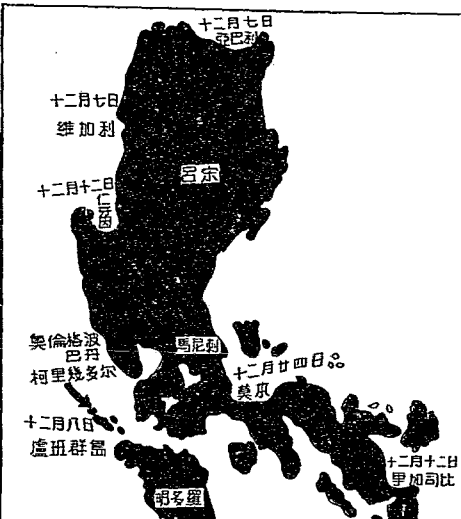 十二月七日
亞巴利
十二月七日
維加利
呂宋
十二月十二日
仁雲因
奧倫格波
巴丹
柯里幾多尔
馬尼剌
十二月廿四日
莫本
十二月八日
盧班群島
明多羅
十二月十二日
里加司比